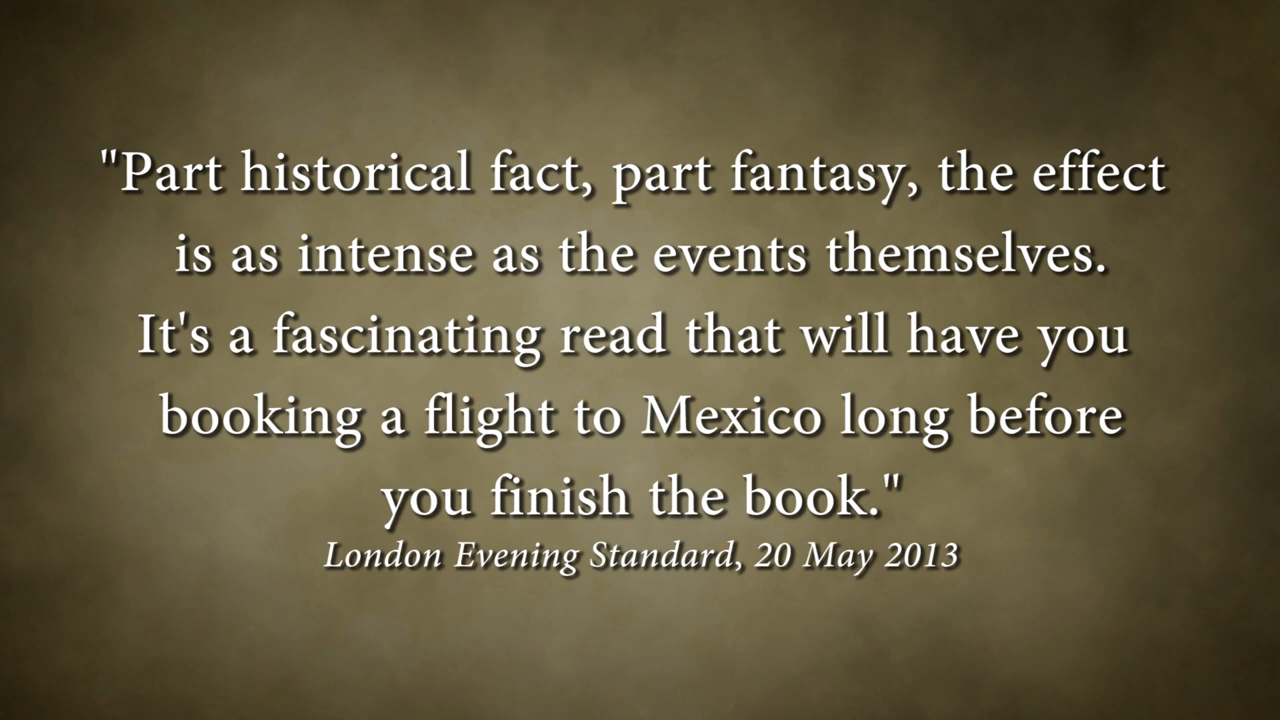 "Part historical fact, part fantasy, the effect
is as intense as the events themselves.
It's a fascinating read that will have you
booking a flight to Mexico long before
you finish the book."
London Evening Standard, 20 May 2013